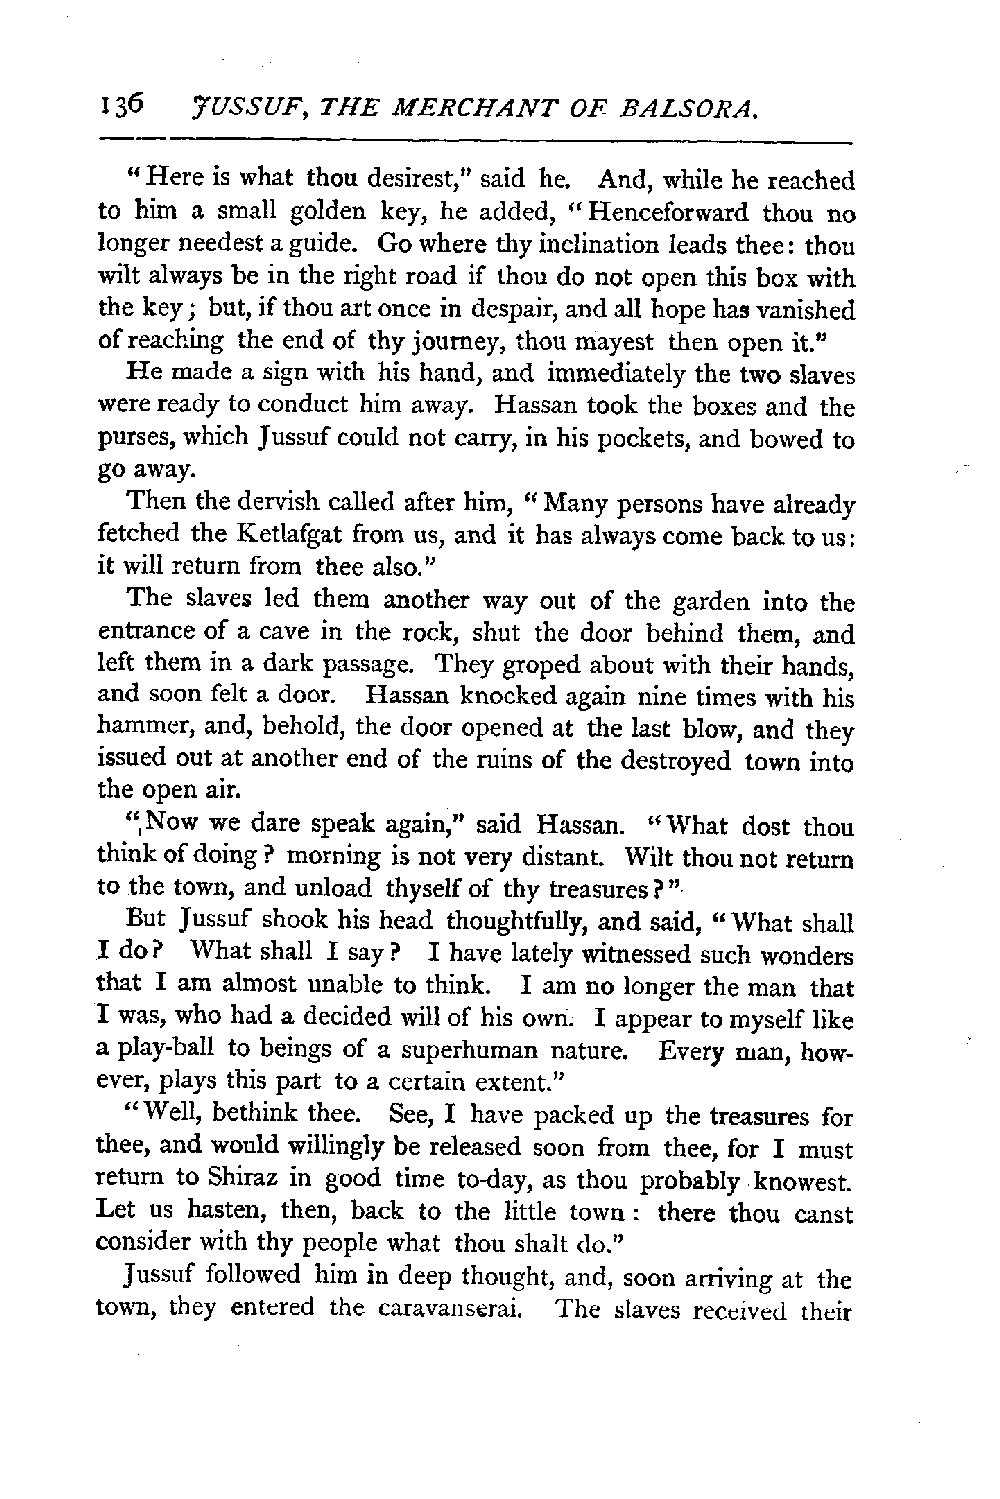 136 JUSSUF, THE MERCHANT OF BALSORA.
"Here is what thou desirest," said he. And, while he reached
to him a small golden key, he added, "Henceforward thou no
longer needest a guide. Go where thy inclination leads thee: thou
wilt always be in the right road if thou do not open this box with
the key; but, if thou art once in despair, and all hope has vanished
of reaching the end of thy journey, thou mayest then open it."
He made a sign with his hand, and immediately the two slaves
were ready to conduct him away. Hassan took the boxes and the
purses, which Jussuf could not carry, in his pockets, and bowed to
go away.
Then the dervish called after him, "Many persons have already
fetched the Ketlafgat from us, and it has always come back to us:
it will return from thee also."
The slaves led them another way out of the garden into the
entrance of a cave in the rock, shut the door behind them, and
left them in a dark passage. They groped about with their hands,
and soon felt a door. Hassan knocked again nine times with his
hammer, and, behold, the door opened at the last blow, and they
issued out at another end of the ruins of the destroyed town into
the open air.
"Now we dare speak again," said Hassan. "What dost thou
think of doing? morning is not very distant. Wilt thou not return
to the town, and unload thyself of thy treasures?"
But Jussuf shook his head thoughtfully, and said, "What shall
I do? What shall I say? I have lately witnessed such wonders
that I am almost unable to think. I am no longer the man that
I was, who had a decided will of his own. I appear to myself like
a play-ball to beings of a superhuman nature. Every man, how-
ever, plays this part to a certain extent."
"Well, bethink thee. See, I have packed up the treasures for
thee, and would willingly be released soon from thee, for I must
return to Shiraz in good time to-day, as thou probably knowest.
Let us hasten, then, back to the little town: there thou canst
consider with thy people what thou shalt do."
Jussuf followed him in deep thought, and, soon arriving at the
town, they entered the caravanserai. The slaves received their